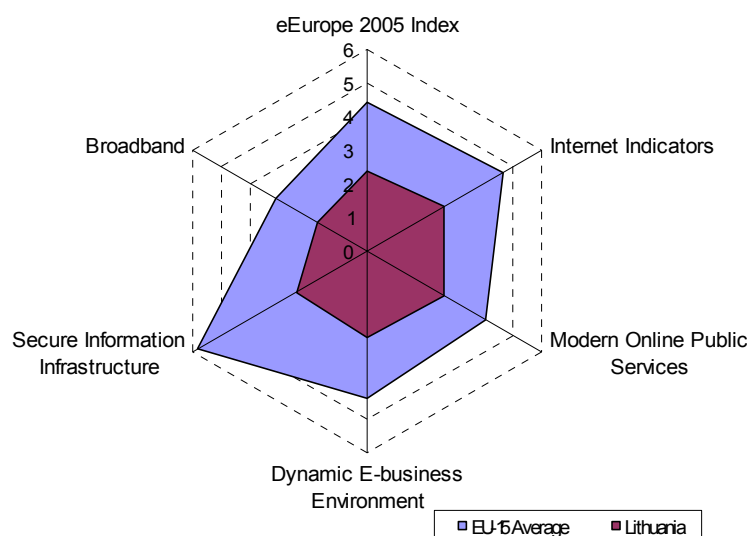 eEurope 2005 Index
6
5
4
3
2
1
0
Broadband
Internet Indicators
Secure Information
Infrastructure
Modern Online Public
Services
Dynamic E-business
Environment
EU-15 Average
Lithuania